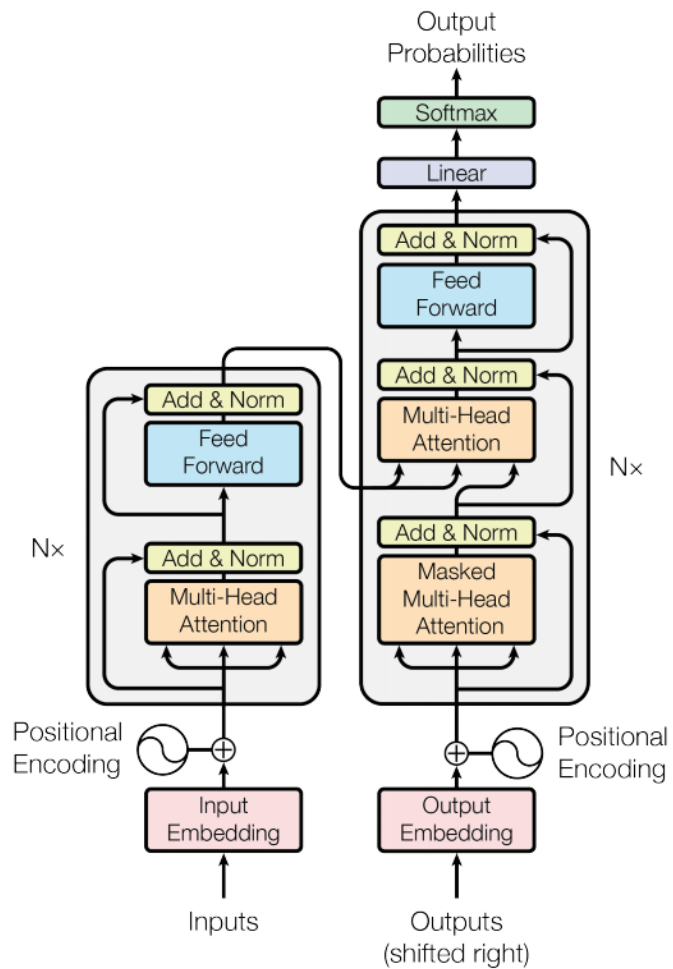 Output
Probabilities
Softmax
Linear
Add & Norm
Feed
Forward
Add & Norm
Multi-Head
Attention
Add & Norm
Masked
Multi-Head
Attention
N×
Add & Norm
Feed
Forward
Add & Norm
Multi-Head
Attention
N×
Positional
Encoding
Positional
Encoding
Input
Embedding
Output
Embedding
Inputs
Outputs
(shifted right)